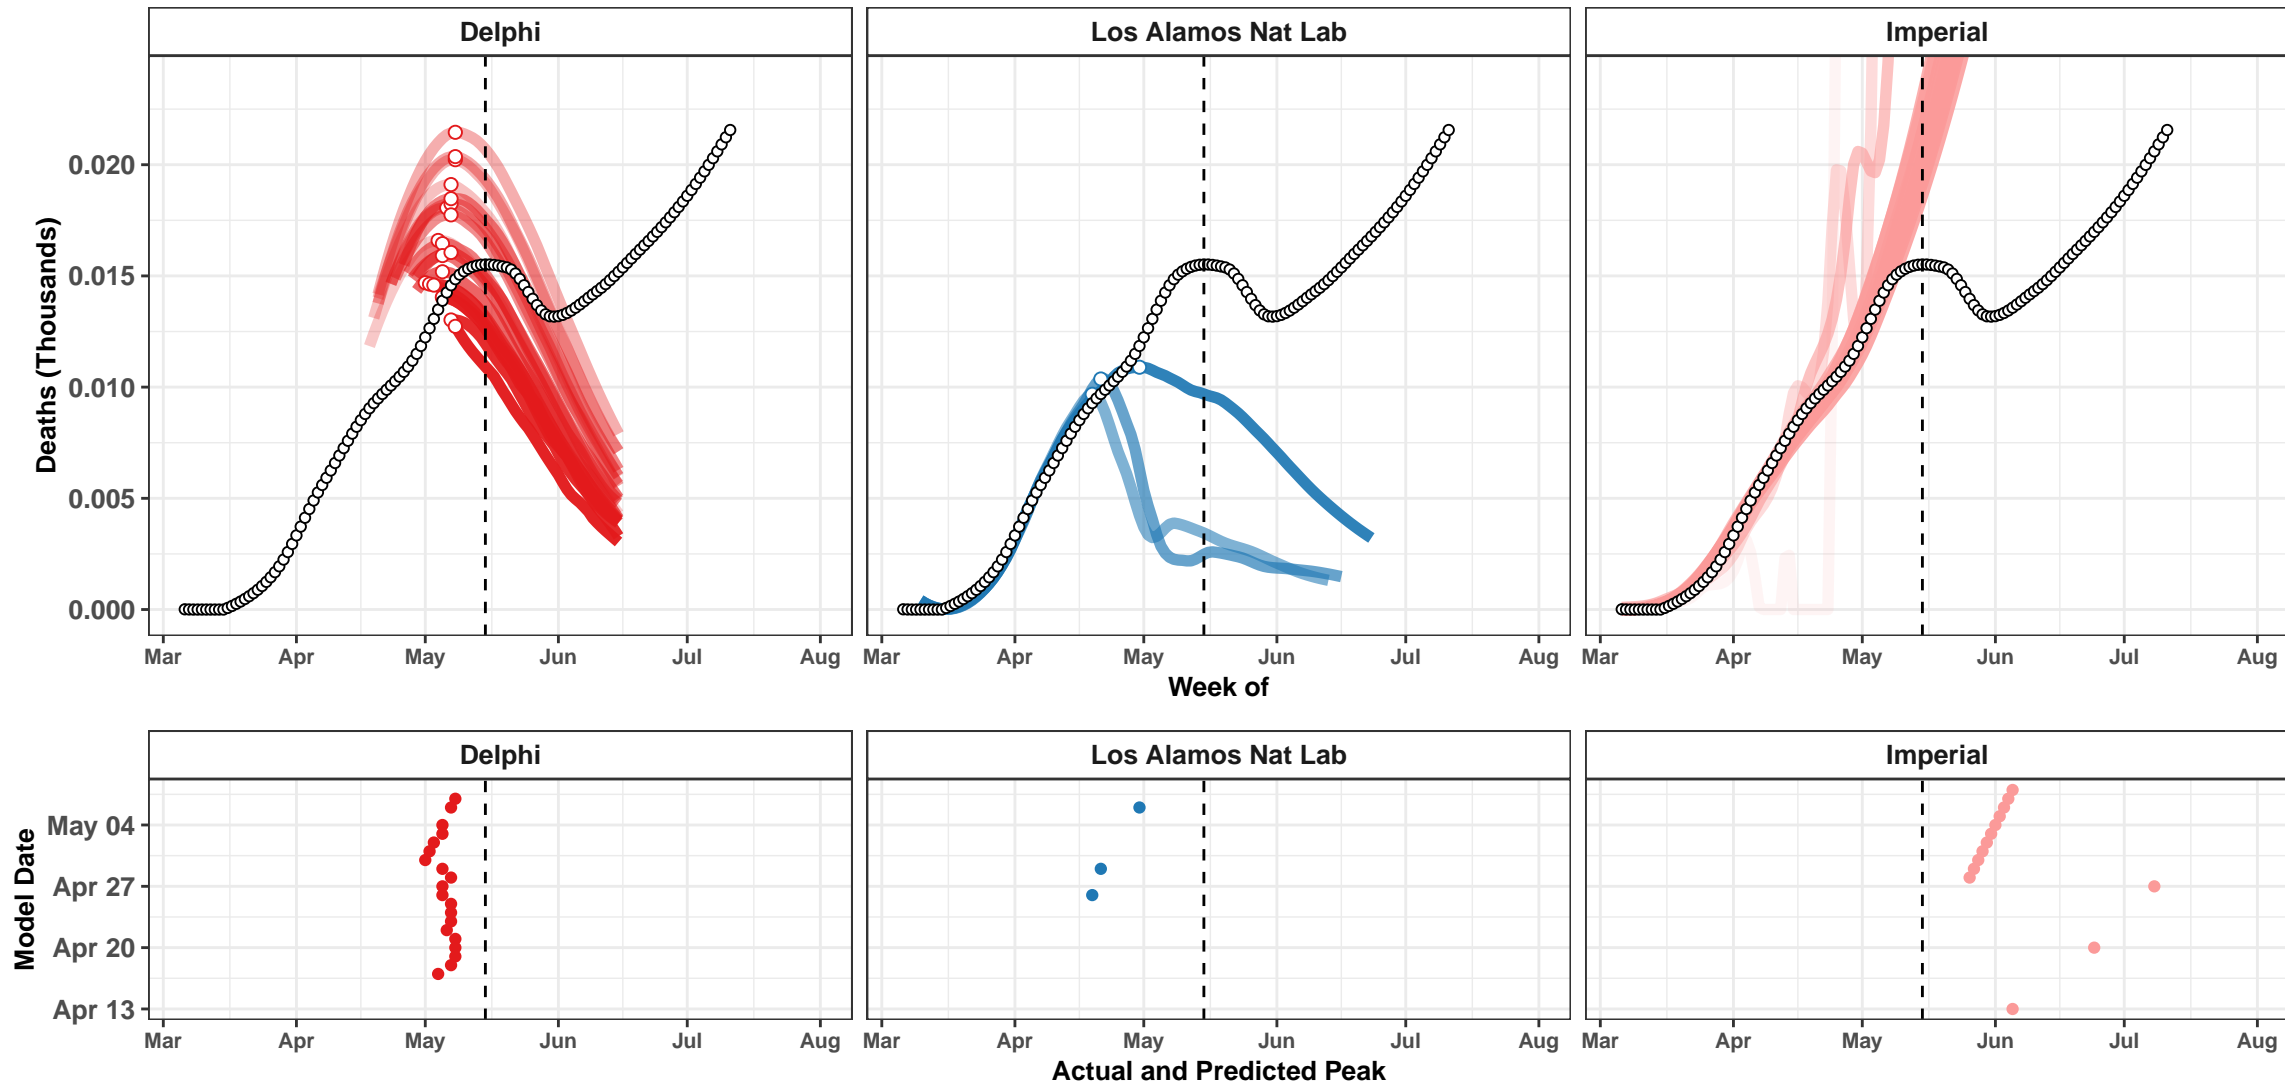 Delphi
Los Alamos Nat Lab
Imperial
Deaths (Thousands)
0.020
0.015
0.010
0.005
0.000
Mar Apr May Jun Jul Aug
Mar Apr May Jun Jul Aug
Mar Apr May Jun Jul Aug
Week of
Delphi
Los Alamos Nat Lab
Imperial
Model Date
May 04
Apr 27
Apr 20
Apr 13
Mar Apr May Jun Jul Aug
Mar Apr May Jun Jul Aug
Mar Apr May Jun Jul Aug
Actual and Predicted Peak